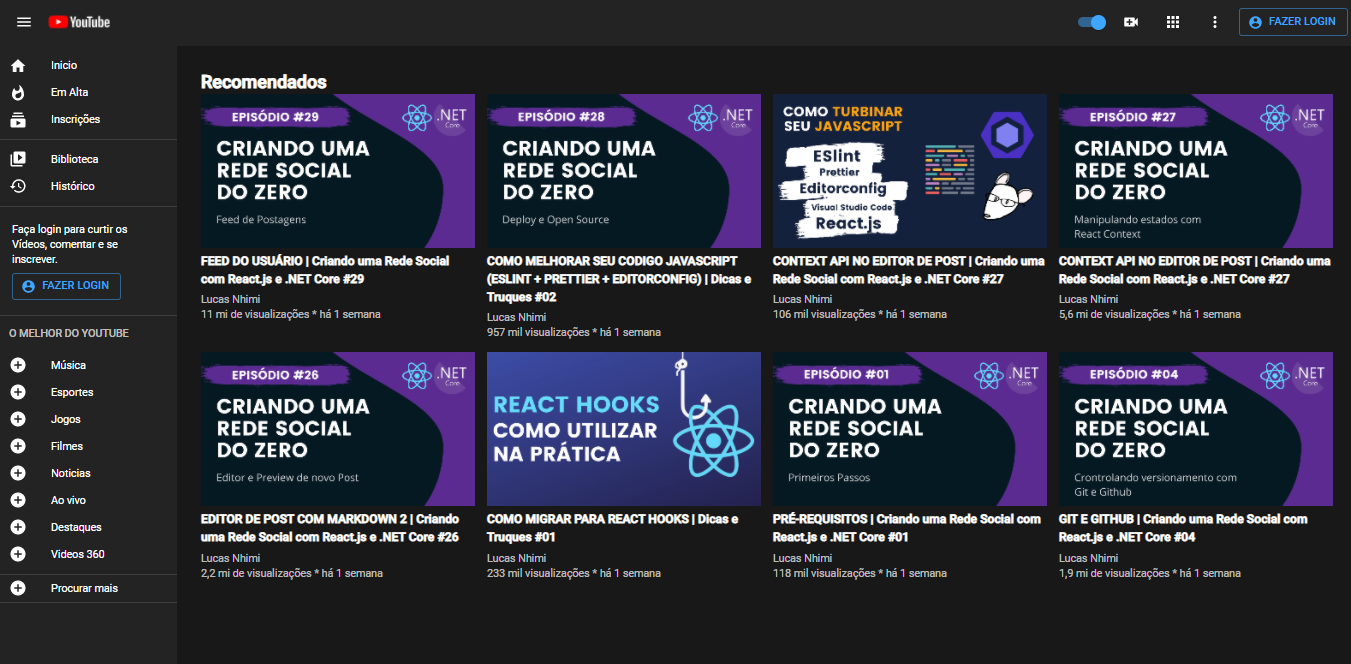 YouTube
FAZER LOGIN
Inicio
Em Alta
Inscrições
Biblioteca
Histórico
Faça login para curtir os
Vídeos, comentar e se
inscrever.
FAZER LOGIN
O MELHOR DO YOUTUBE
Música
Esportes
Jogos
Filmes
Noticias
Ao vivo
Destaques
Videos 360
Procurar mais
Recomendados
EPISÓDIO #29
.NET
Core
CRIANDO UMA
REDE SOCIAL
DO ZERO
Feed de Postagens
FEED DO USUÁRIO | Criando uma Rede Social
com React.js e .NET Core #29
Lucas Nhimi
11 mi de visualizações * há 1 semana
EPISÓDIO #28
.NET
Core
CRIANDO UMA
REDE SOCIAL
DO ZERO
Deploy e Open Source
COMO MELHORAR SEU CODIGO JAVASCRIPT
(ESLINT + PRETTIER + EDITORCONFIG) | Dicas e
Truques #02
Lucas Nhimi
957 mil visualizações * há 1 semana
COMO TURBINAR
SEU JAVASCRIPT
ESlint
Prettier
Editorconfig
Visual Studio Code
React.js
CONTEXT API NO EDITOR DE POST | Criando uma
Rede Social com React.js e .NET Core #27
Lucas Nhimi
106 mil visualizações * há 1 semana
EPISÓDIO #27
.NET
Core
CRIANDO UMA
REDE SOCIAL
DO ZERO
Manipulando estados com
React Context
CONTEXT API NO EDITOR DE POST | Criando uma
Rede Social com React.js e .NET Core #27
Lucas Nhimi
5,6 mi de visualizações * há 1 semana
EPISÓDIO #26
.NET
Core
CRIANDO UMA
REDE SOCIAL
DO ZERO
Editor e Preview de novo Post
EDITOR DE POST COM MARKDOWN 2 | Criando
uma Rede Social com React.js e .NET Core #26
Lucas Nhimi
2,2 mi de visualizações * há 1 semana
REACT HOOKS
COMO UTILIZAR
NA PRÁTICA
COMO MIGRAR PARA REACT HOOKS | Dicas e
Truques #01
Lucas Nhimi
233 mil visualizações * há 1 semana
EPISÓDIO #01
.NET
Core
CRIANDO UMA
REDE SOCIAL
DO ZERO
Primeiros Passos
PRÉ-REQUISITOS | Criando uma Rede Social com
React.js e .NET Core #01
Lucas Nhimi
118 mil visualizações * há 1 semana
EPISÓDIO #04
.NET
Core
CRIANDO UMA
REDE SOCIAL
DO ZERO
Crontrolando versionamento com
Git e Github
GIT E GITHUB | Criando uma Rede Social com
React.js e .NET Core #04
Lucas Nhimi
1,9 mi de visualizações * há 1 semana